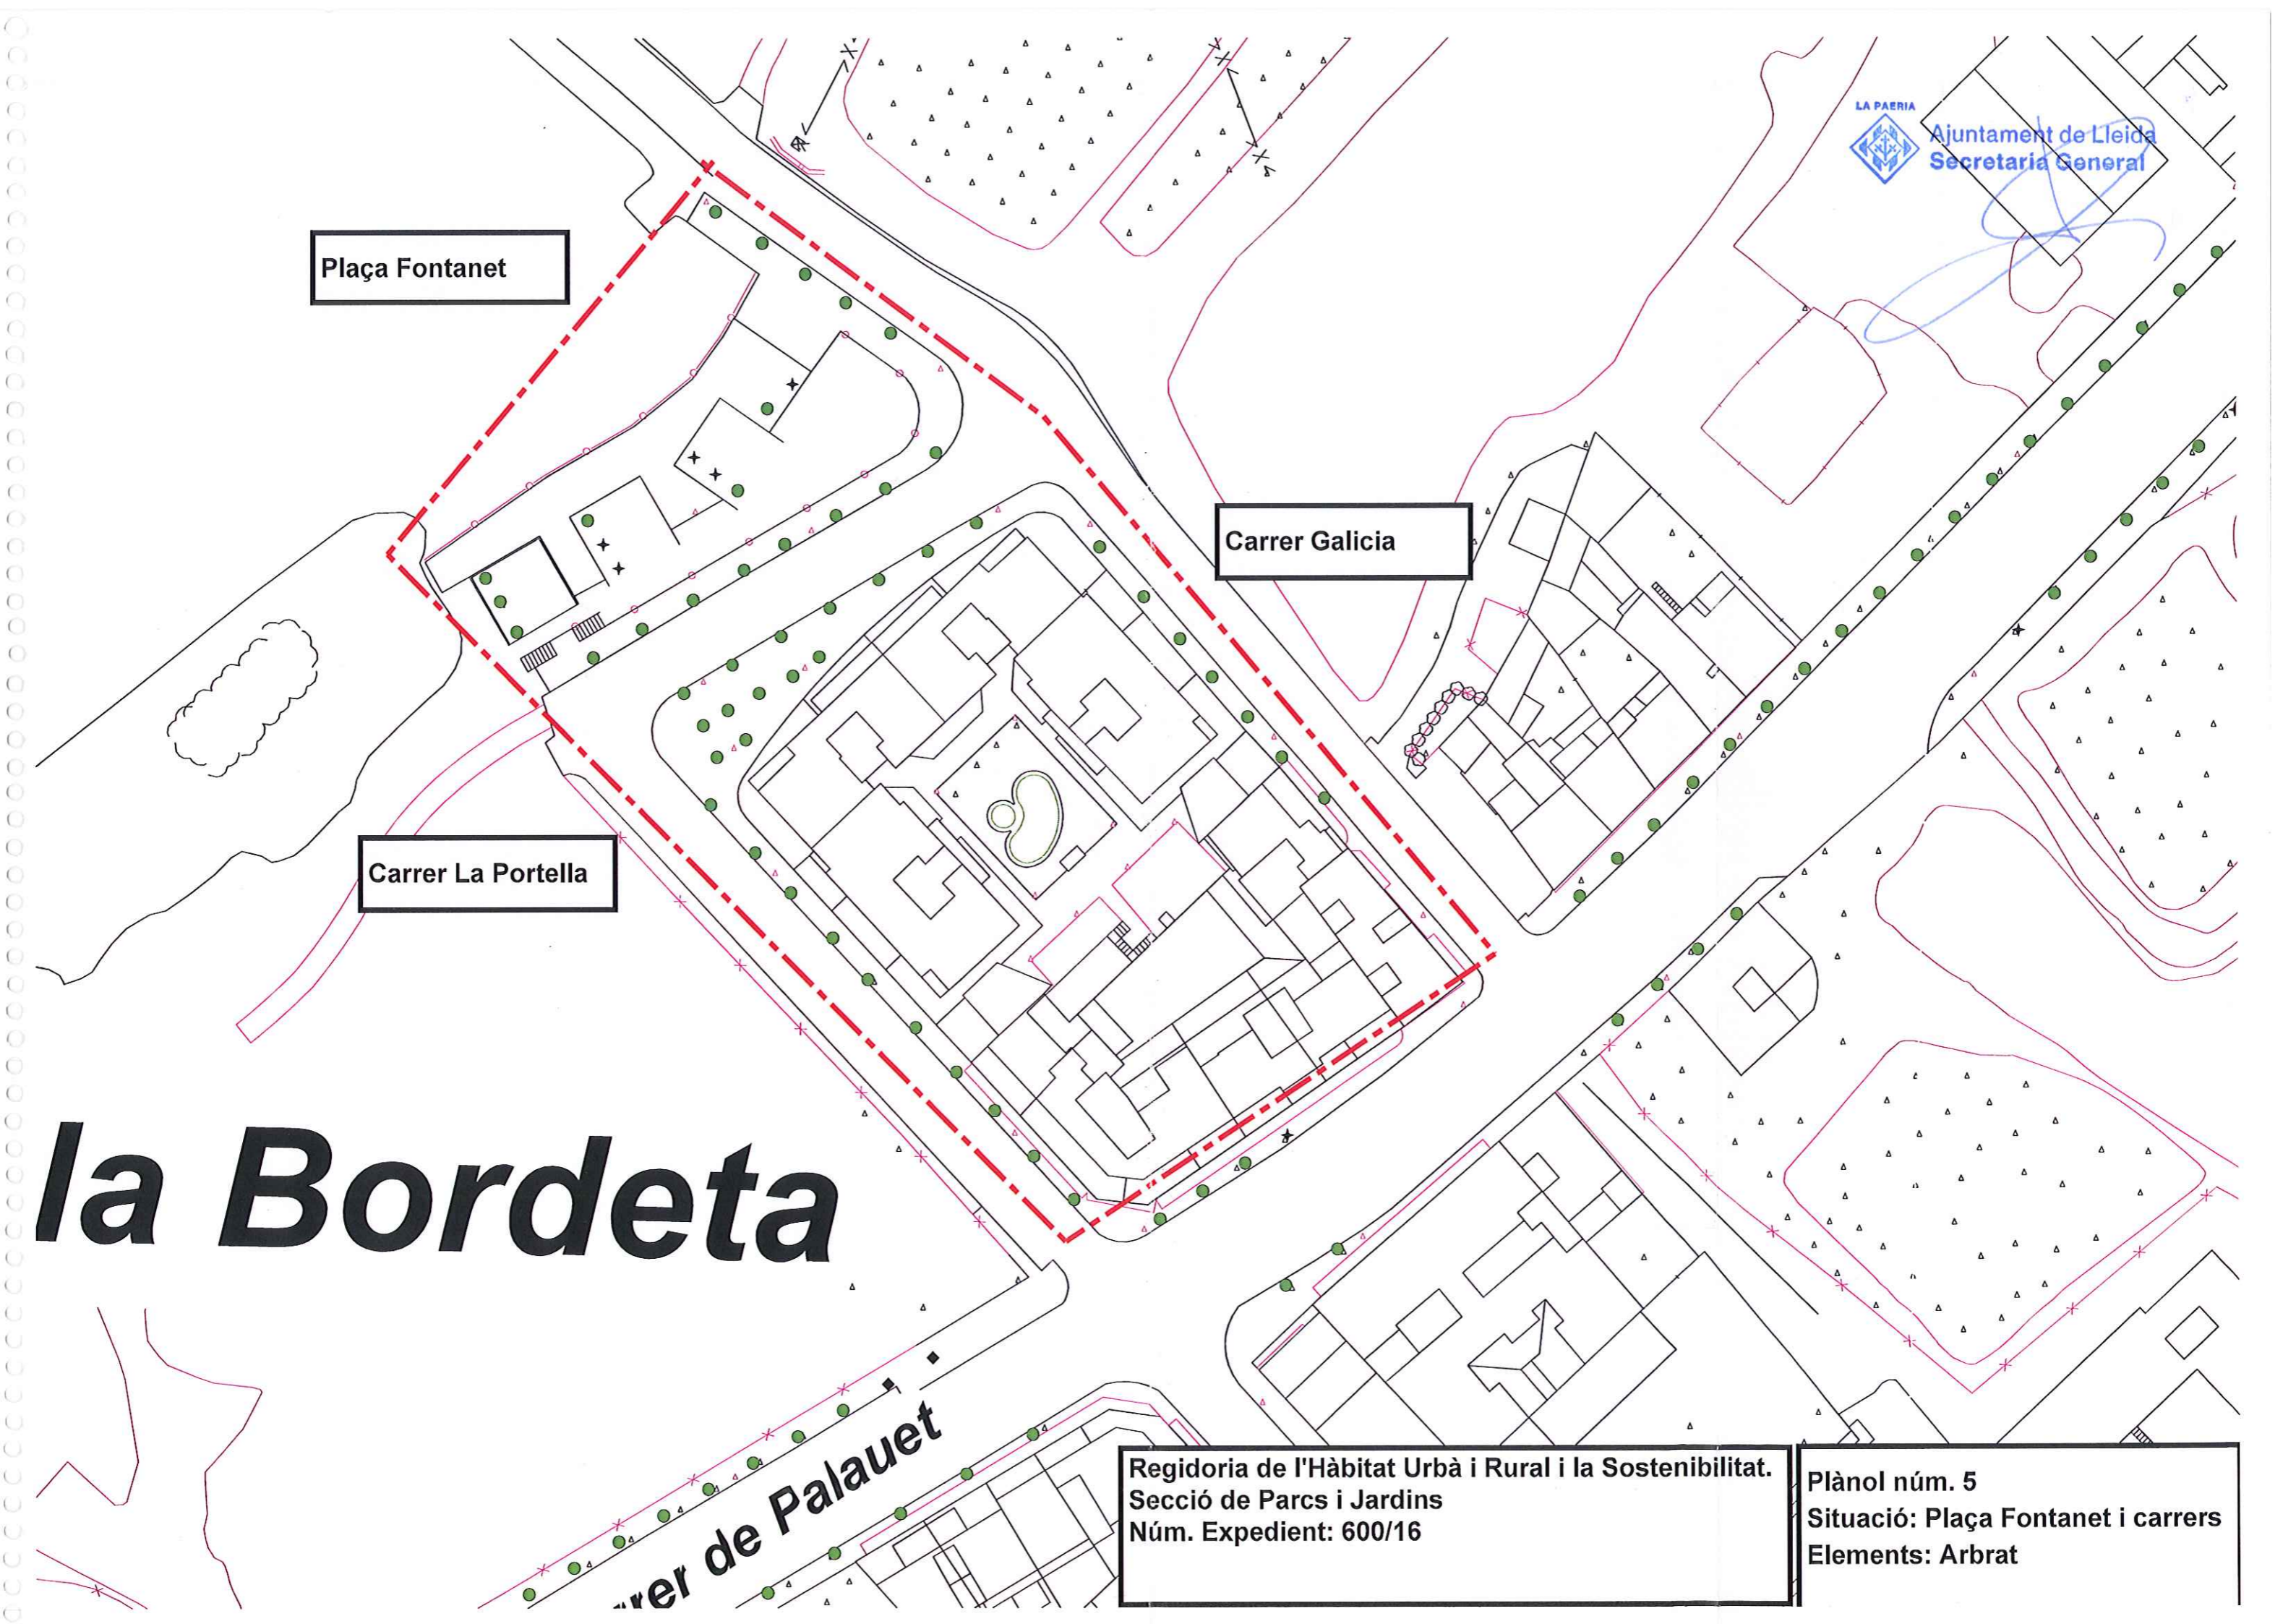 LA PAERIA
Ajuntament de Lleida
Secretaria General
Plaça Fontanet
Carrer Galicia
Carrer La Portella
la Bordeta
rrer de Palauet
Regidoria de l'Hàbitat Urbà i Rural i la Sostenibilitat.
Secció de Parcs i Jardins
Núm. Expedient: 600/16
Plànol núm. 5
Situació: Plaça Fontanet i carrers
Elements: Arbrat